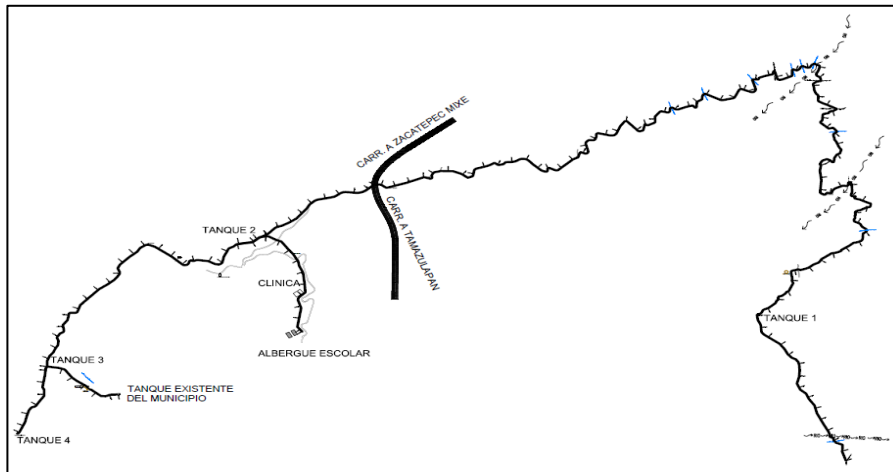 CARR. A ZACATEPEC MIXE
CARR. A TAMAZULAPAN
TANQUE 2
CLINICA
ALBERGUE ESCOLAR
TANQUE 1
TANQUE 3
TANQUE EXISTENTE
DEL MUNICIPIO
TANQUE 4